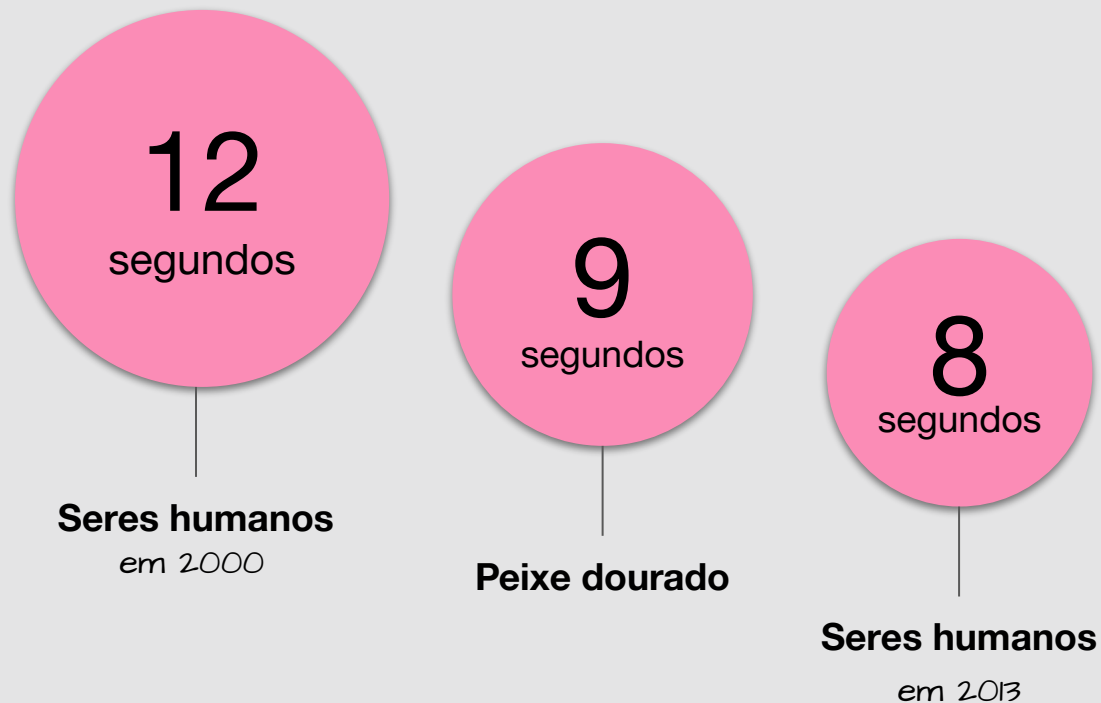 12
segundos
Seres humanos
em 2000
9
segundos
Peixe dourado
8
segundos
Seres humanos
em 2013